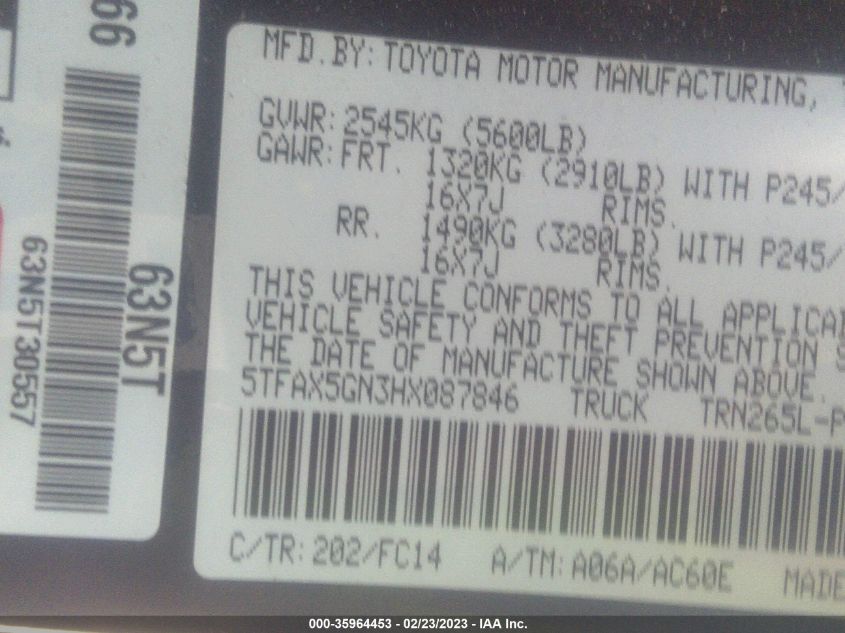 66
63N5T
63N5T30557
MFD.BY: TOYOTA MOTOR MANUFACTURING,
GVWR: 2545KG (5600LB)
GAWR: FRT. 1320KG (2910LB) WITH P245/
16X7J RIMS.
RR. 1490KG (3280LB) WITH P245/
16X7J RIMS.
THIS VEHICLE CONFORMS TO ALL APPLICA
VEHICLE SAFETY AND THEFT PREVENTION S
THE DATE OF MANUFACTURE SHOWN ABOVE.
5TFAX5GN3HX087846 TRUCK TRN265L-P
C/TR: 202/FC14 A/TM: A06A/AC60E MADE
000-35964453 - 02/23/2023 - IAA Inc.